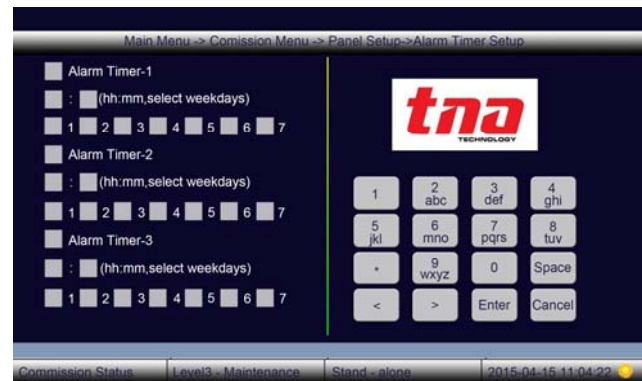 Main Menu -> Comission Menu -> Panel Setup->Alarm Timer Setup
Alarm Timer-1
: (hh:mm,select weekdays)
1 2 3 4 5 6 7
Alarm Timer-2
: (hh:mm,select weekdays)
1 2 3 4 5 6 7
Alarm Timer-3
: (hh:mm,select weekdays)
1 2 3 4 5 6 7
tna
TECHNOLOGY
1
2
abc
3
def
4
ghi
5
jkl
6
mno
7
pqrs
8
tuv
*
9
wxyz
0
Space
<
>
Enter
Cancel
Commission Status
Level3 - Maintenance
Stand - alone
2015-04-15 11:04:22